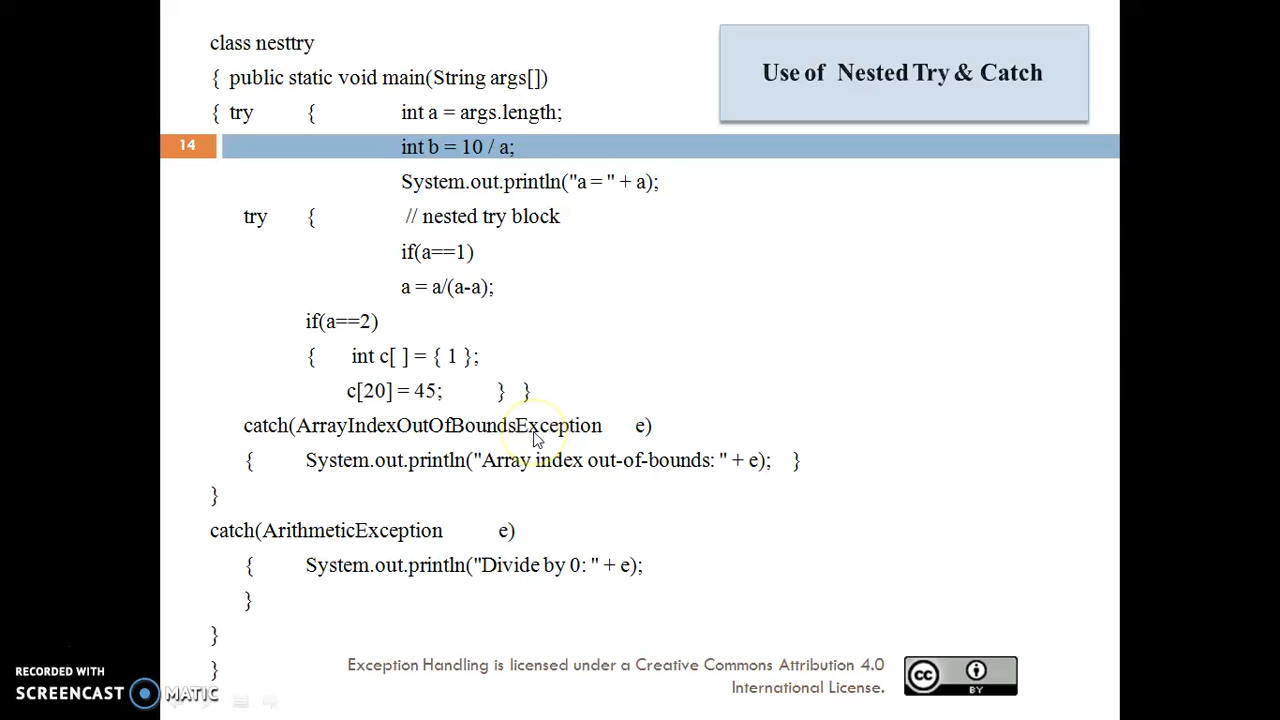 class nesttry
Use of Nested Try & Catch
{ public static void main(String args[])
{ try { int a = args.length;
14
int b = 10 / a;
System.out.println("a = " + a);
try { // nested try block
if(a==1)
a = a/(a-a);
if(a==2)
{ int c[ ] = { 1 };
c[20] = 45; } }
catch(ArrayIndexOutOfBoundsException e)
{ System.out.println("Array index out-of-bounds: " + e); }
}
catch(ArithmeticException e)
{ System.out.println("Divide by 0: " + e);
}
}
}
Exception Handling is licensed under a Creative Commons Attribution 4.0
International License.
cc
BY
RECORDED WITH
SCREENCAST MATIC